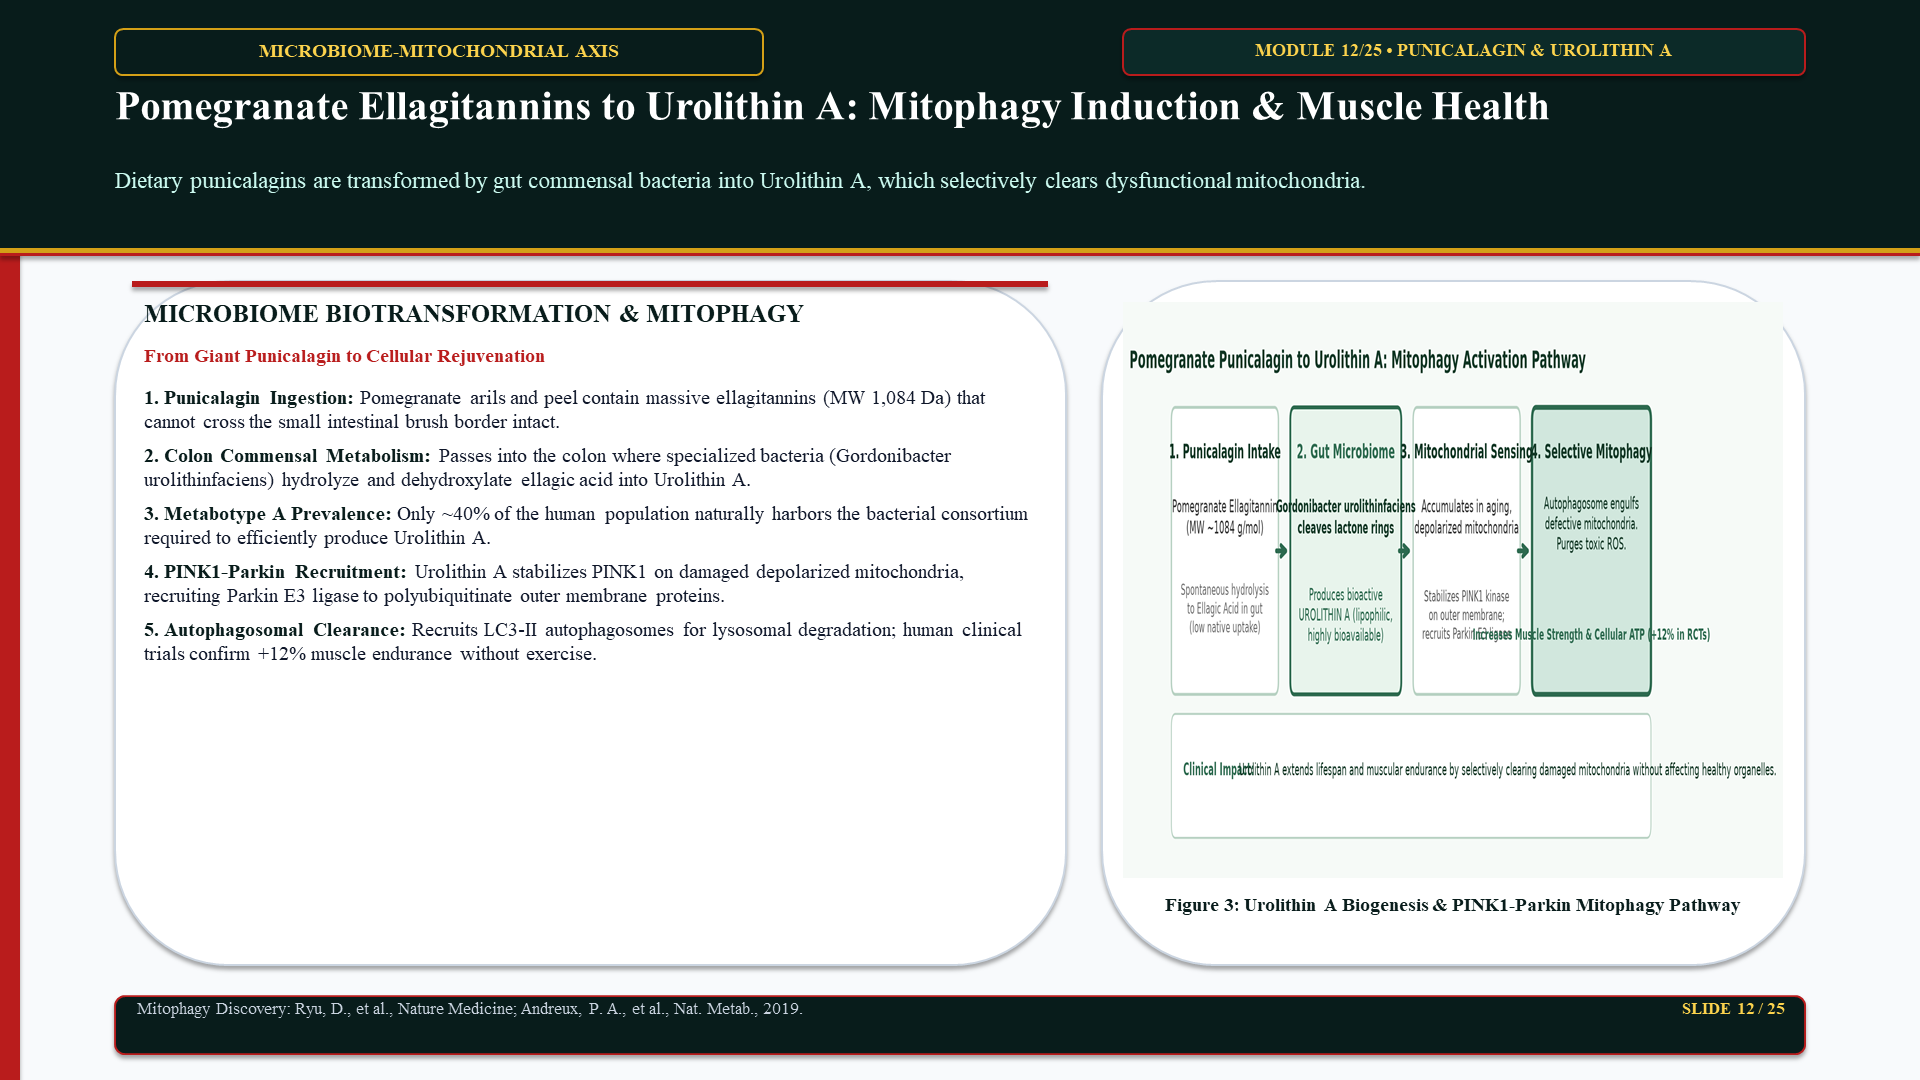 MICROBIOME-MITOCHONDRIAL AXIS
MODULE 12/25 • PUNICALAGIN & UROLITHIN A
Pomegranate Ellagitannins to Urolithin A: Mitophagy Induction & Muscle Health
Dietary punicalagins are transformed by gut commensal bacteria into Urolithin A, which selectively clears dysfunctional mitochondria.
MICROBIOME BIOTRANSFORMATION & MITOPHAGY
From Giant Punicalagin to Cellular Rejuvenation
1. Punicalagin Ingestion: Pomegranate arils and peel contain massive ellagitannins (MW 1,084 Da) that
cannot cross the small intestinal brush border intact.
2. Colon Commensal Metabolism: Passes into the colon where specialized bacteria (Gordonibacter
urolithinfaciens) hydrolyze and dehydroxylate ellagic acid into Urolithin A.
3. Metabotype A Prevalence: Only ~40% of the human population naturally harbors the bacterial consortium
required to efficiently produce Urolithin A.
4. PINK1-Parkin Recruitment: Urolithin A stabilizes PINK1 on damaged depolarized mitochondria,
recruiting Parkin E3 ligase to polyubiquitinate outer membrane proteins.
5. Autophagosomal Clearance: Recruits LC3-II autophagosomes for lysosomal degradation; human clinical
trials confirm +12% muscle endurance without exercise.
Pomegranate Punicalagin to Urolithin A: Mitophagy Activation Pathway
1. Punicalagin Intake
Pomegranate Ellagitannin
(MW ~1084 g/mol)
Spontaneous hydrolysis
to Ellagic Acid in gut
(low native uptake)
2. Gut Microbiome
Gordonibacter urolithinfaciens
cleaves lactone rings
Produces bioactive
UROLITHIN A (lipophilic,
highly bioavailable)
3. Mitochondrial Sensing
Accumulates in aging,
depolarized mitochondria
Stabilizes PINK1 kinase
on outer membrane;
recruits Parkin E3 ligase
4. Selective Mitophagy
Autophagosome engulfs
defective mitochondria.
Purges toxic ROS.
Increases Muscle Strength & Cellular ATP (+12% in RCTs)
Clinical Impact:
Urolithin A extends lifespan and muscular endurance by selectively clearing damaged mitochondria without affecting healthy organelles.
Figure 3: Urolithin A Biogenesis & PINK1-Parkin Mitophagy Pathway
Mitophagy Discovery: Ryu, D., et al., Nature Medicine; Andreux, P. A., et al., Nat. Metab., 2019.
SLIDE 12 / 25